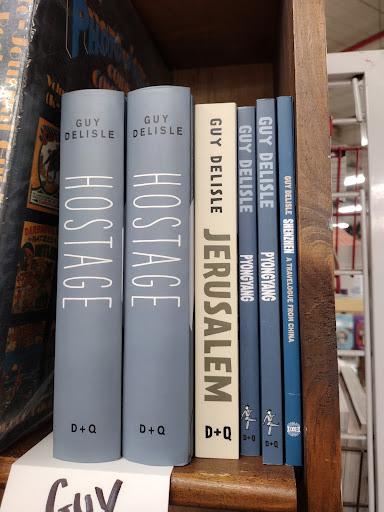 GUY
DELISLE
HOSTAGE
D+Q
GUY
DELISLE
HOSTAGE
D+Q
GUY DELISLE
JERUSALEM
D+Q
GUY DELISLE
PYONGYANG
D+Q
GUY DELISLE
PYONGYANG
D+Q
GUY DELISLE SHENZHEN A TRAVELOGUE FROM CHINA
GUY